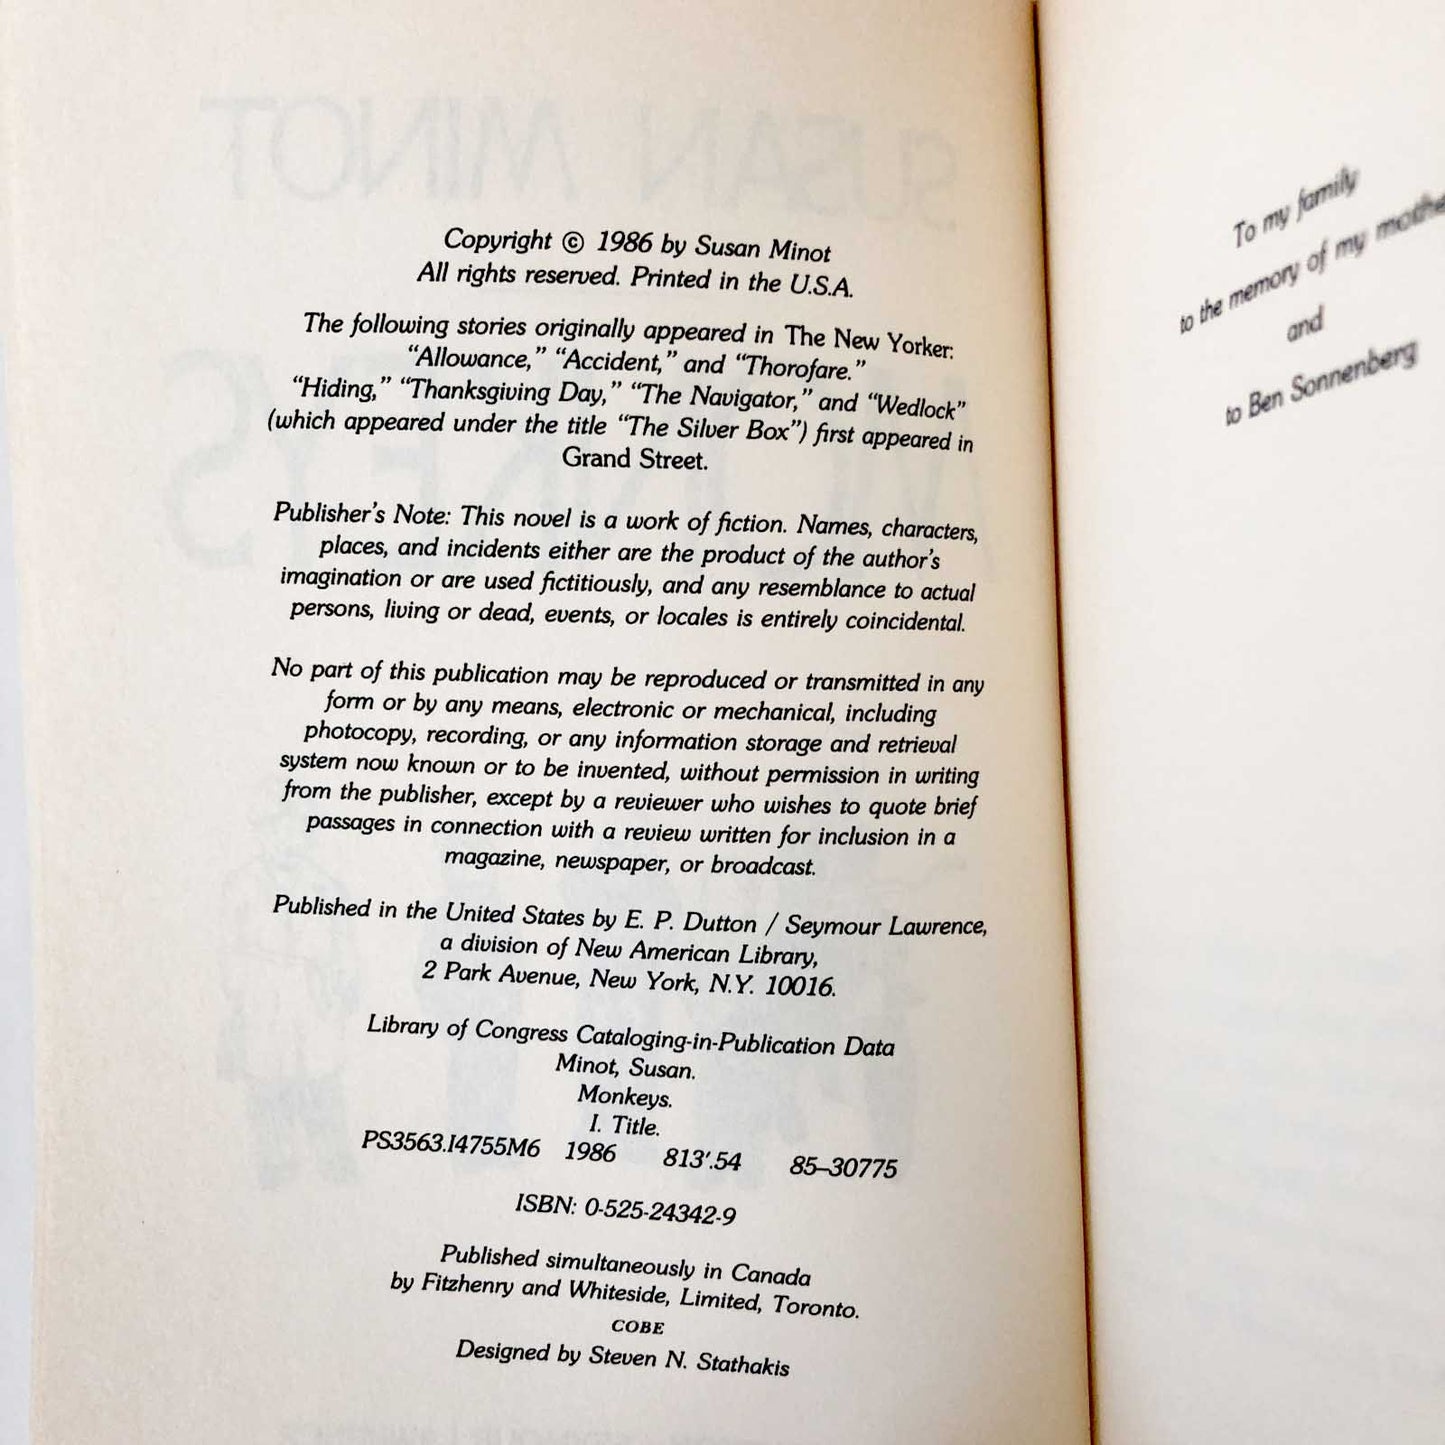 Copyright © 1986 by Susan Minot
All rights reserved. Printed in the U.S.A.
The following stories originally appeared in The New Yorker:
“Allowance,” “Accident,” and “Thorofare.”
“Hiding,” “Thanksgiving Day,” “The Navigator,” and “Wedlock”
(which appeared under the title “The Silver Box”) first appeared in
Grand Street.
Publisher’s Note: This novel is a work of fiction. Names, characters,
places, and incidents either are the product of the author’s
imagination or are used fictitiously, and any resemblance to actual
persons, living or dead, events, or locales is entirely coincidental.
No part of this publication may be reproduced or transmitted in any
form or by any means, electronic or mechanical, including
photocopy, recording, or any information storage and retrieval
system now known or to be invented, without permission in writing
from the publisher, except by a reviewer who wishes to quote brief
passages in connection with a review written for inclusion in a
magazine, newspaper, or broadcast.
Published in the United States by E. P. Dutton / Seymour Lawrence,
a division of New American Library,
2 Park Avenue, New York, N.Y. 10016.
Library of Congress Cataloging-in-Publication Data
Minot, Susan.
Monkeys.
I. Title.
PS3563.I4755M6 1986 813′.54 85–30775
ISBN: 0-525-24342-9
Published simultaneously in Canada
by Fitzhenry and Whiteside, Limited, Toronto.
COBE
Designed by Steven N. Stathakis
To my family
to the memory of my mothe
and
to Ben Sonnenberg